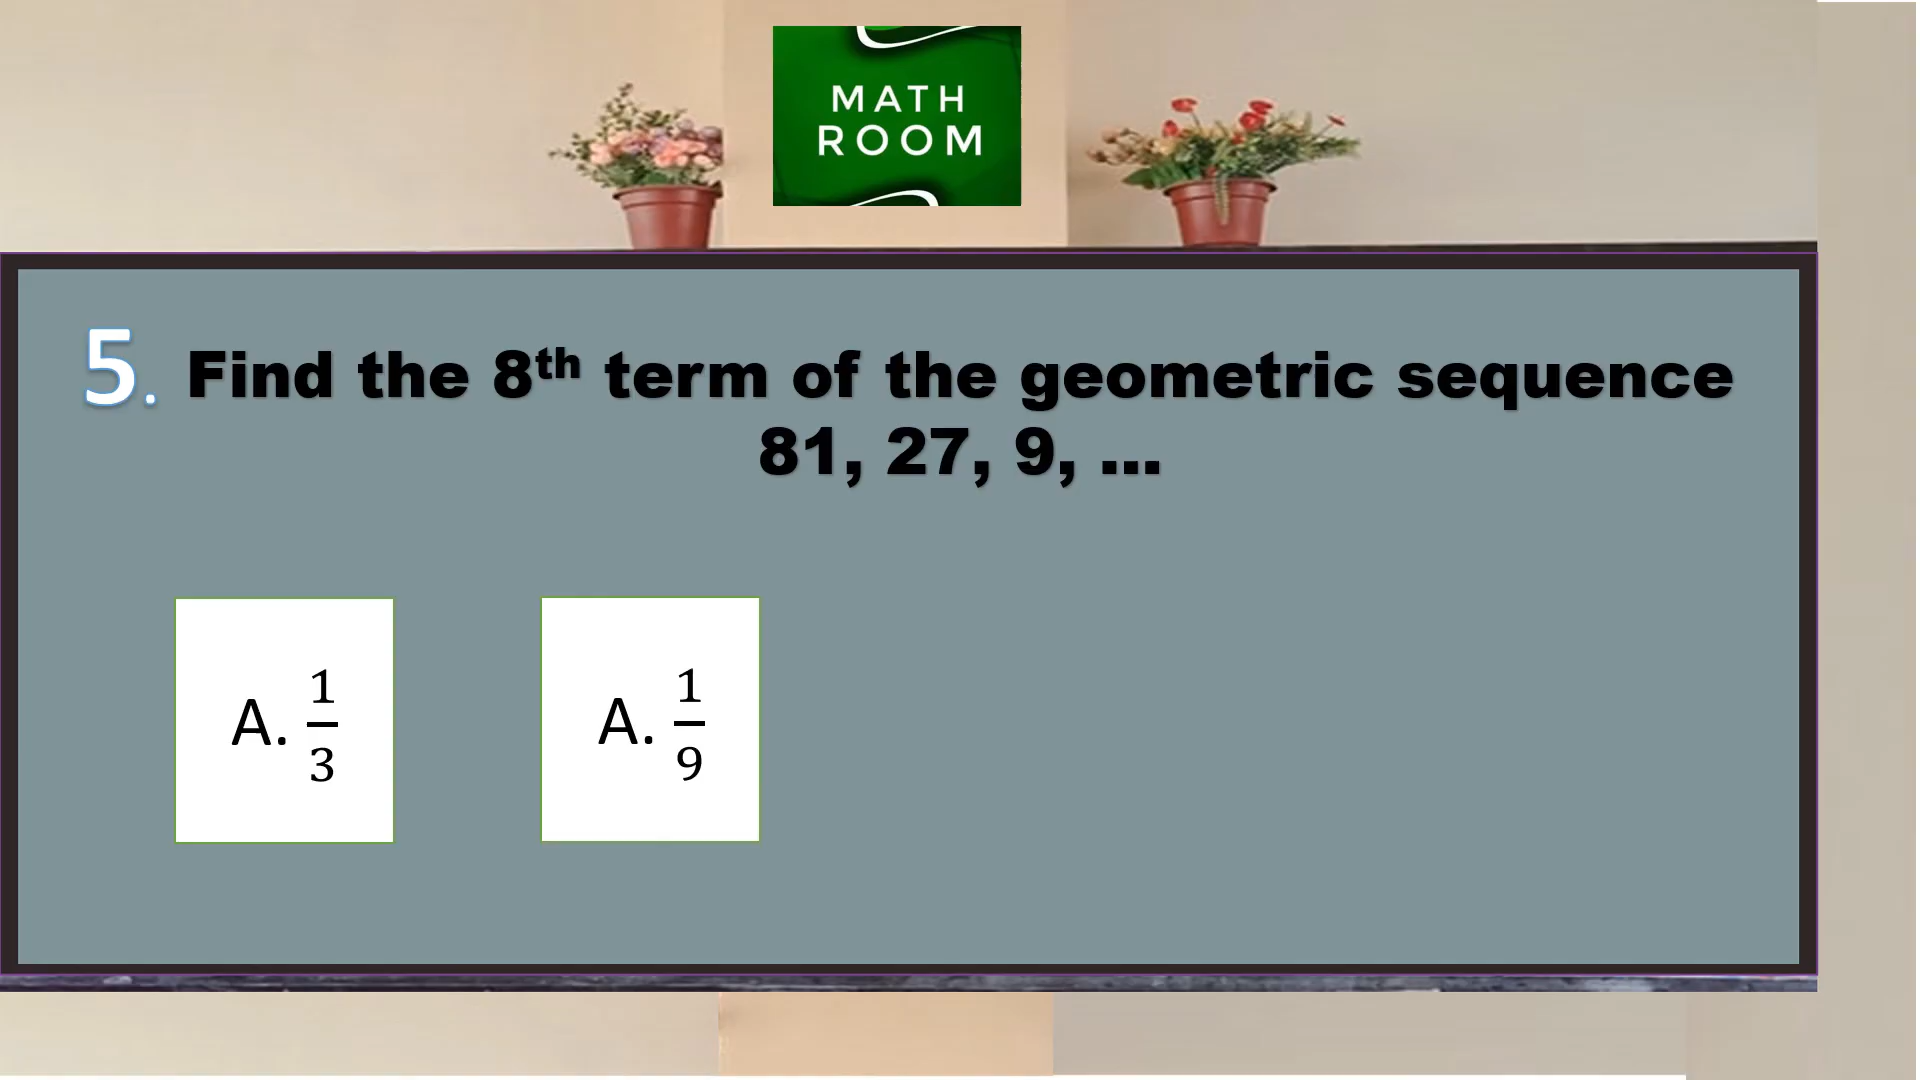 MATH
ROOM
5. Find the 8th term of the geometric sequence
81, 27, 9, ...
A. 1/3
A. 1/9